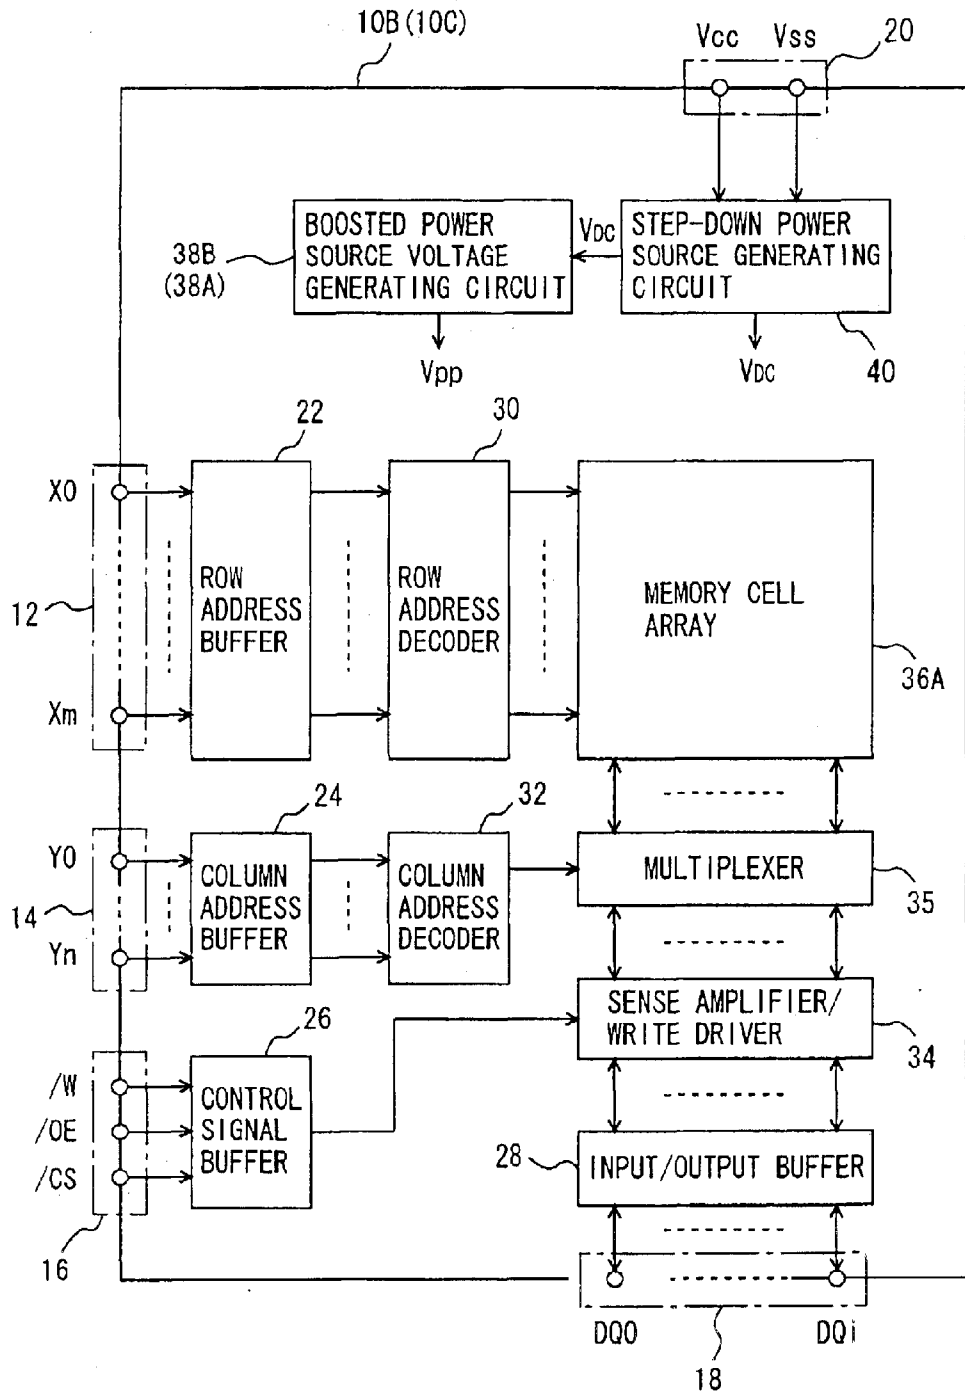 10B(10C)
Vcc Vss
20
BOOSTED POWER
SOURCE VOLTAGE
GENERATING CIRCUIT
38B
(38A)
VDC
STEP-DOWN POWER
SOURCE GENERATING
CIRCUIT
Vpp
VDC
40
22
30
X0
12
Xm
ROW
ADDRESS
BUFFER
ROW
ADDRESS
DECODER
MEMORY CELL
ARRAY
36A
24
32
Y0
14
Yn
COLUMN
ADDRESS
BUFFER
COLUMN
ADDRESS
DECODER
MULTIPLEXER
35
26
SENSE AMPLIFIER/
WRITE DRIVER
34
/W
/OE
/CS
16
CONTROL
SIGNAL
BUFFER
28
INPUT/OUTPUT BUFFER
DQ0
DQi
18